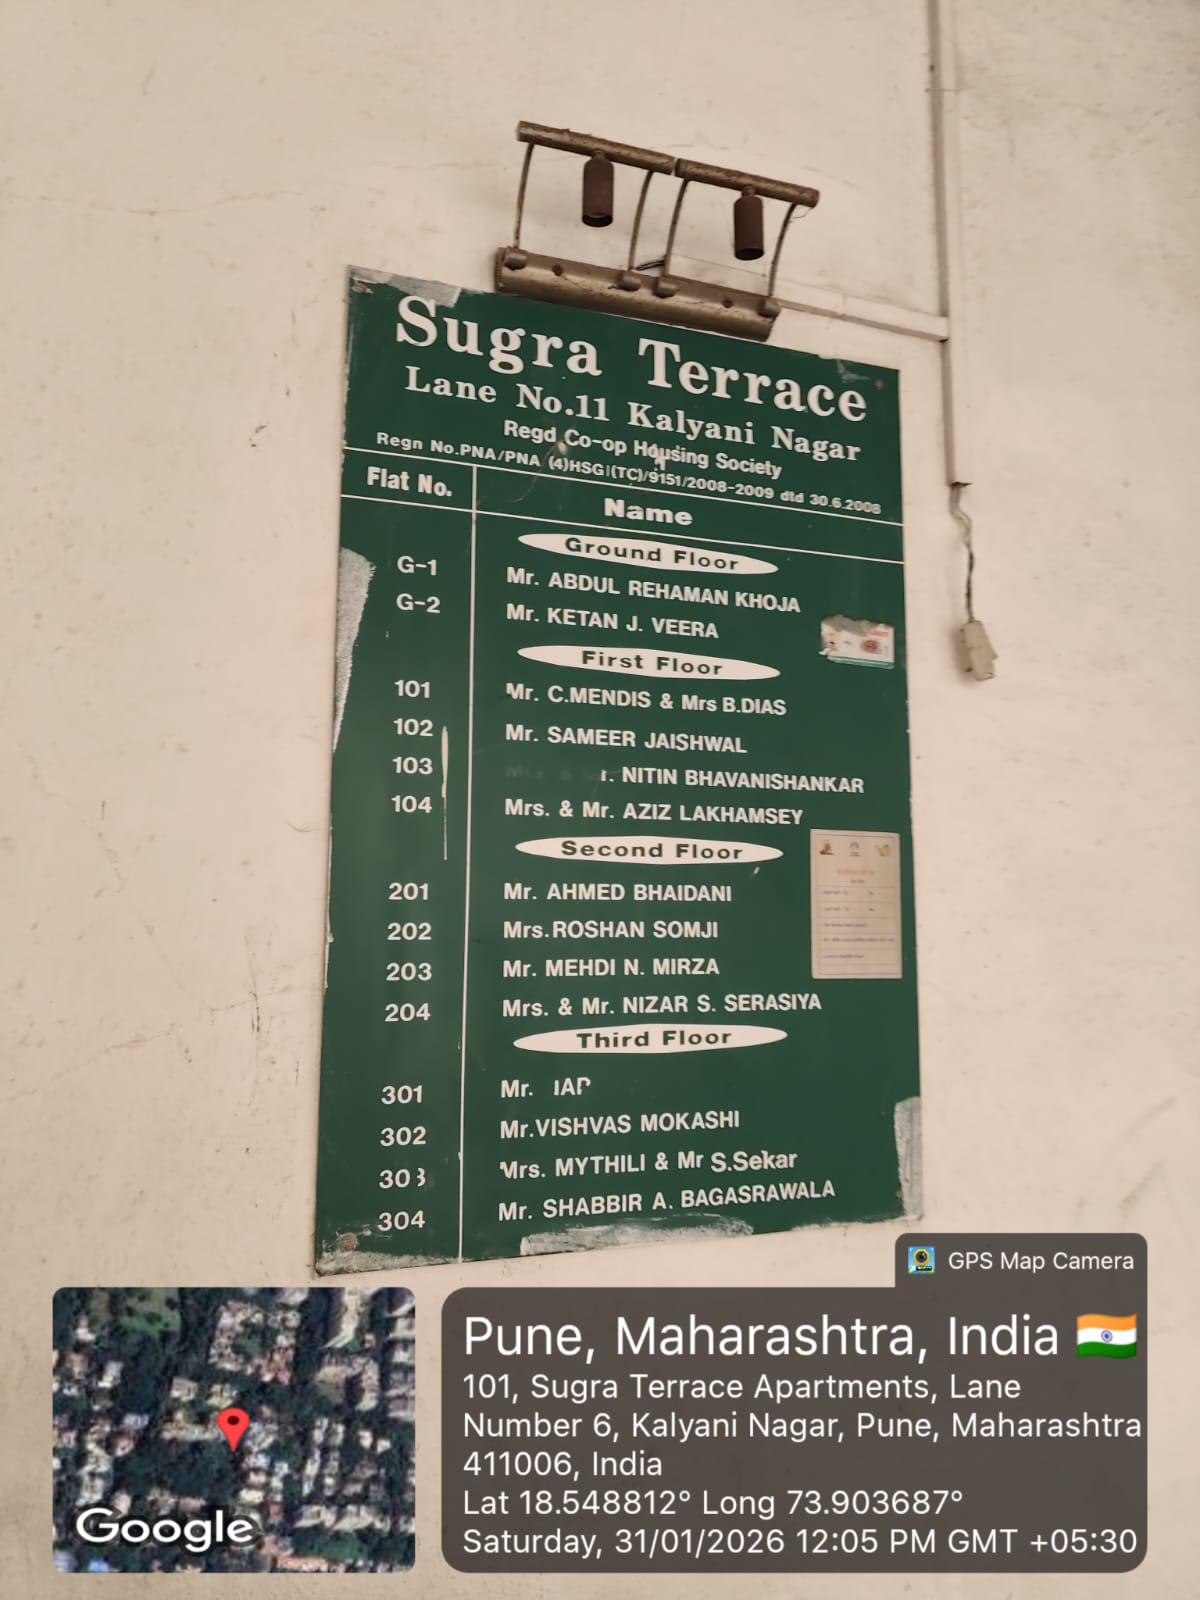 Sugra Terrace
Lane No.11 Kalyani Nagar
Regd Co-op Housing Society
Regn No.PNA/PNA (4)HSG|(TC)/9151/2008-2009 dtd 30.6.2008
Flat No. Name
Ground Floor
G-1 Mr. ABDUL REHAMAN KHOJA
G-2 Mr. KETAN J. VEERA
First Floor
101 Mr. C.MENDIS & Mrs B.DIAS
102 Mr. SAMEER JAISHWAL
103 NITIN BHAVANISHANKAR
104 Mrs. & Mr. AZIZ LAKHAMSEY
Second Floor
201 Mr. AHMED BHAIDANI
202 Mrs.ROSHAN SOMJI
203 Mr. MEHDI N. MIRZA
204 Mrs. & Mr. NIZAR S. SERASIYA
Third Floor
301 Mr.
302 Mr.VISHVAS MOKASHI
303 Mrs. MYTHILI & Mr S.Sekar
304 Mr. SHABBIR A. BAGASRAWALA
GPS Map Camera
Pune, Maharashtra, India
101, Sugra Terrace Apartments, Lane
Number 6, Kalyani Nagar, Pune, Maharashtra
411006, India
Lat 18.548812° Long 73.903687°
Saturday, 31/01/2026 12:05 PM GMT +05:30
Google